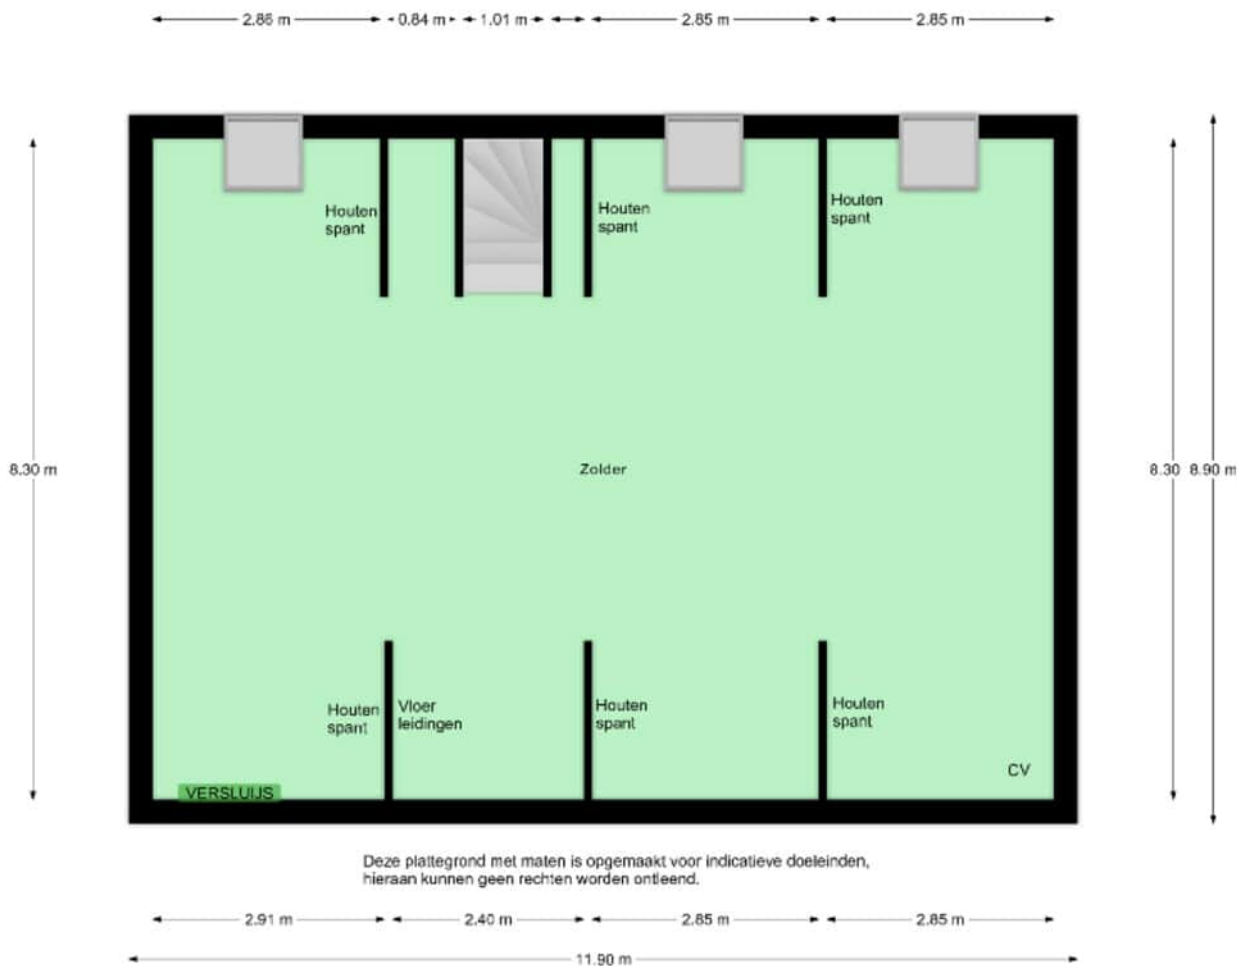 2.86 m 0.84 m 1.01 m 2.85 m 2.85 m
Houten
spant
Houten
spant
Houten
spant
8.30 m
Zolder
8.30
8.90 m
Houten
spant
Vloer
leidingen
Houten
spant
Houten
spant
CV
VERSLUIJS
Deze plattegrond met maten is opgemaakt voor indicatieve doeleinden,
hieraan kunnen geen rechten worden ontleend.
2.91 m 2.40 m 2.85 m 2.85 m
11.90 m